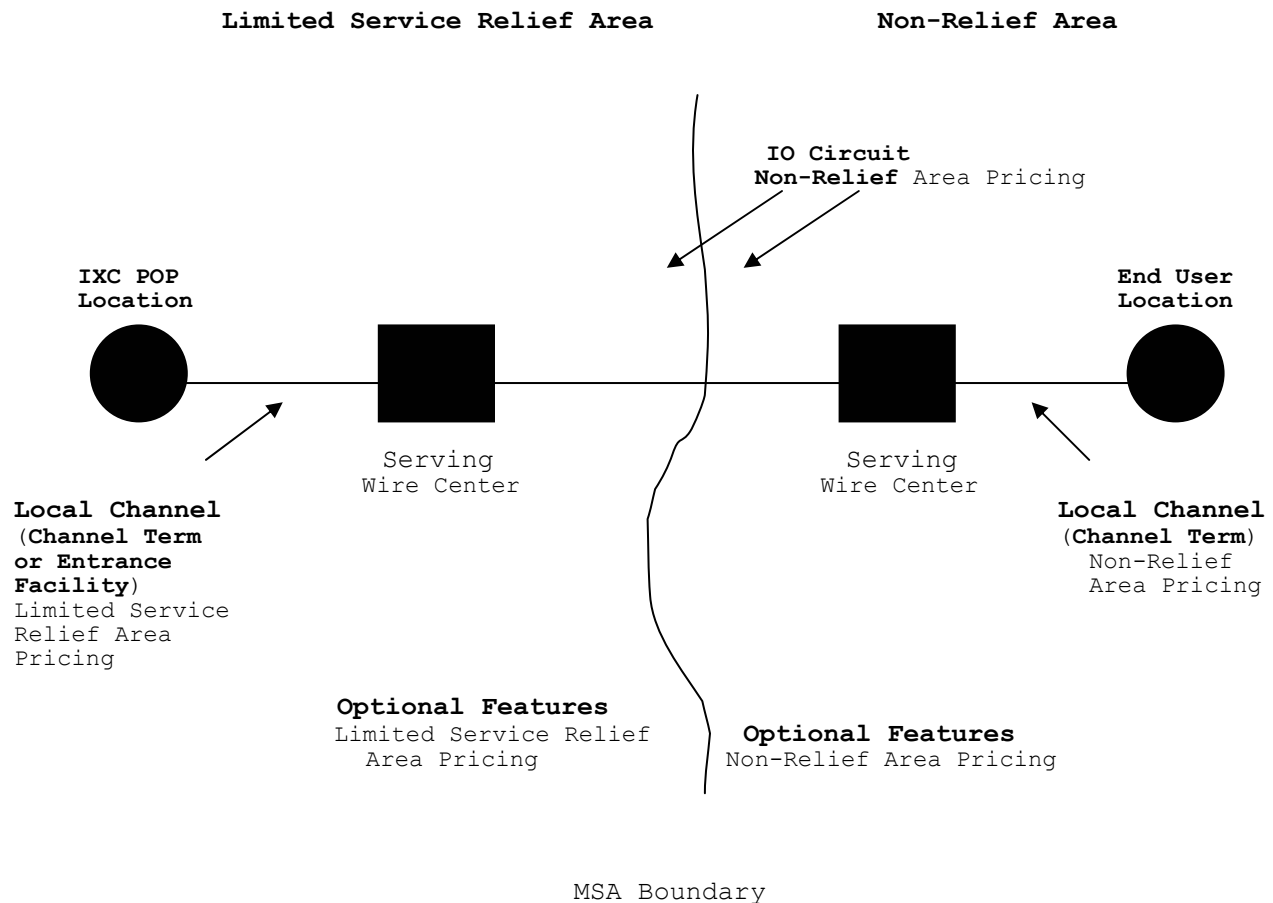 Limited Service Relief Area
Non-Relief Area
IO Circuit
Non-Relief Area Pricing
IXC POP
Location
End User
Location
Serving
Wire Center
Serving
Wire Center
Local Channel
(Channel Term
or Entrance
Facility)
Limited Service
Relief Area
Pricing
Local Channel
(Channel Term)
Non-Relief
Area Pricing
Optional Features
Limited Service Relief
Area Pricing
Optional Features
Non-Relief Area Pricing
MSA Boundary